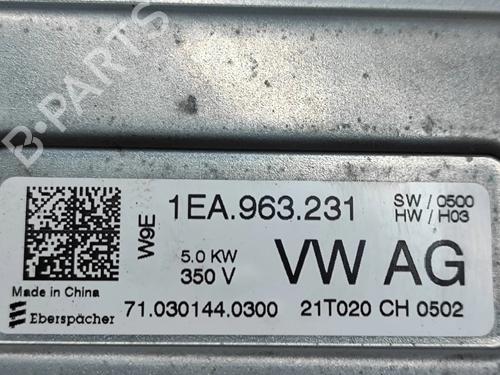 B-PARTS
W9E
1EA.963.231
SW / 0500
HW / H03
5.0 KW
350 V
VW AG
Made in China
71.030144.0300
21T020 CH 0502
Eberspächer